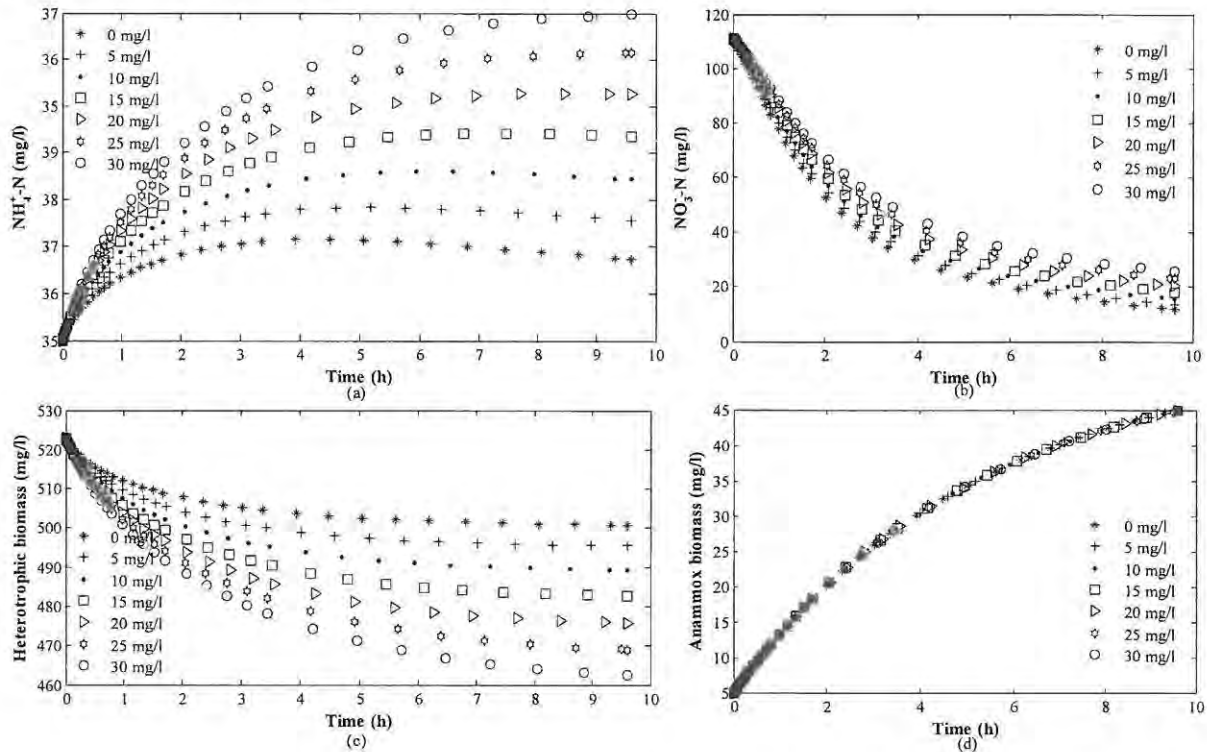 37
37
35
34
38
37
36
35
NH₄⁺-N (mg/l)
0 mg/l
5 mg/l
10 mg/l
15 mg/l
20 mg/l
25 mg/l
30 mg/l
0 1 2 3 4 5 6 7 8 9 10
Time (h)
(a)
120
110
80
60
40
20
0
NO₃⁻-N (mg/l)
0 mg/l
5 mg/l
10 mg/l
15 mg/l
20 mg/l
25 mg/l
30 mg/l
0 2 4 6 8 10
Time (h)
(b)
530
520
510
500
490
480
470
460
Heterotrophic biomass (mg/l)
0 mg/l
5 mg/l
10 mg/l
15 mg/l
20 mg/l
25 mg/l
30 mg/l
0 1 2 3 4 5 6 7 8 9 10
Time (h)
(c)
45
40
35
30
25
20
15
10
5
Anammox biomass (mg/l)
0 mg/l
5 mg/l
10 mg/l
15 mg/l
20 mg/l
25 mg/l
30 mg/l
0 2 4 6 8 10
Time (h)
(d)